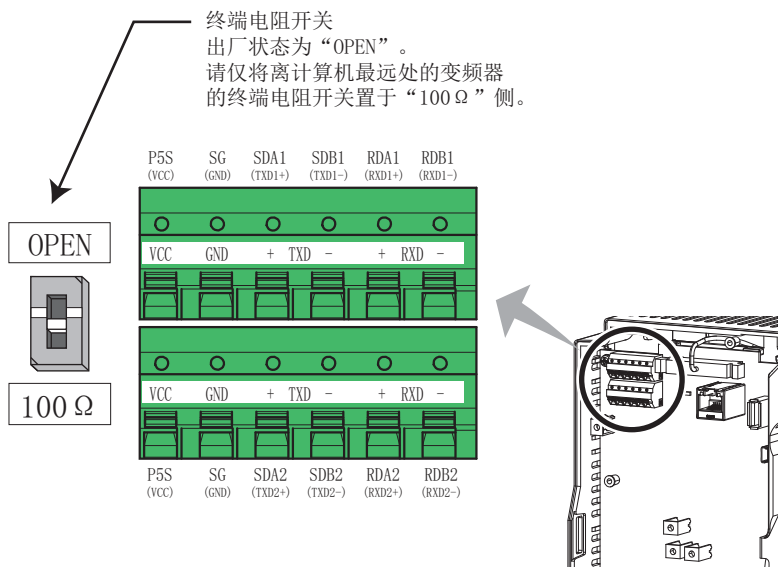 终端电阻开关
出厂状态为“OPEN”。
请仅将离计算机最远处的变频器
的终端电阻开关置于“100Ω”侧。
P5S SG SDA1 SDB1 RDA1 RDB1
(VCC) (GND) (TXD1+) (TXD1-) (RXD1+) (RXD1-)
OPEN
VCC GND + TXD - + RXD -
100Ω
VCC GND + TXD - + RXD -
P5S SG SDA2 SDB2 RDA2 RDB2
(VCC) (GND) (TXD2+) (TXD2-) (RXD2+) (RXD2-)